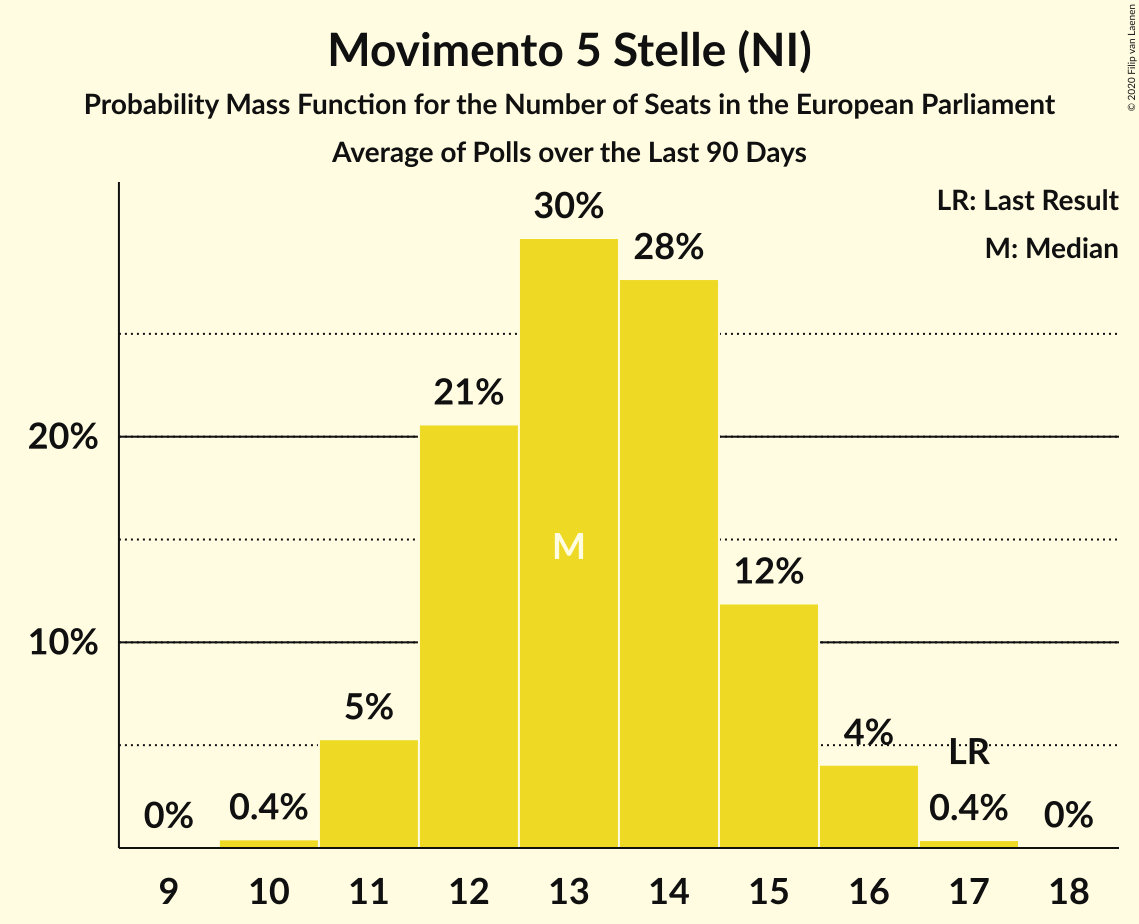 Movimento 5 Stelle (NI)
Probability Mass Function for the Number of Seats in the European Parliament
Average of Polls over the Last 90 Days
© 2020 Filip van Laenen
LR: Last Result
M: Median
30%
28%
21%
20%
M
12%
10%
5%
4%
LR
0%
0.4%
0.4%
0%
9 10 11 12 13 14 15 16 17 18